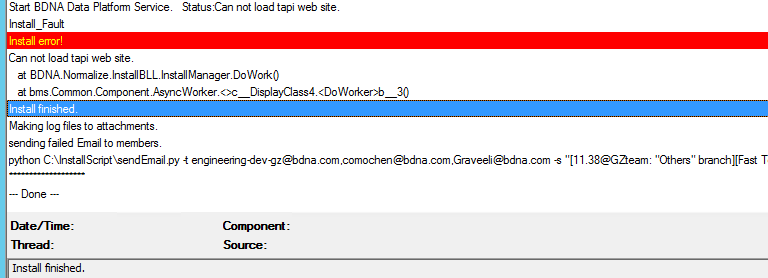 Start BDNA Data Platform Service.   Status:Can not load tapi web site.
Install_Fault
Install error!
Can not load tapi web site.
   at BDNA.Normalize.InstallBLL.InstallManager.DoWork()
   at bms.Common.Component.AsyncWorker.<>c__DisplayClass4.<DoWorker>b__3()
Install finished.
Making log files to attachments.
sending failed Email to members.
python C:\InstallScript\sendEmail.py -t engineering-dev-gz@bdna.com,comochen@bdna.com,Graveeli@bdna.com -s "[11.38@GZteam: "Others" branch][Fast T
*******************
--- Done ---
Date/Time: Component:
Thread: Source:
Install finished.